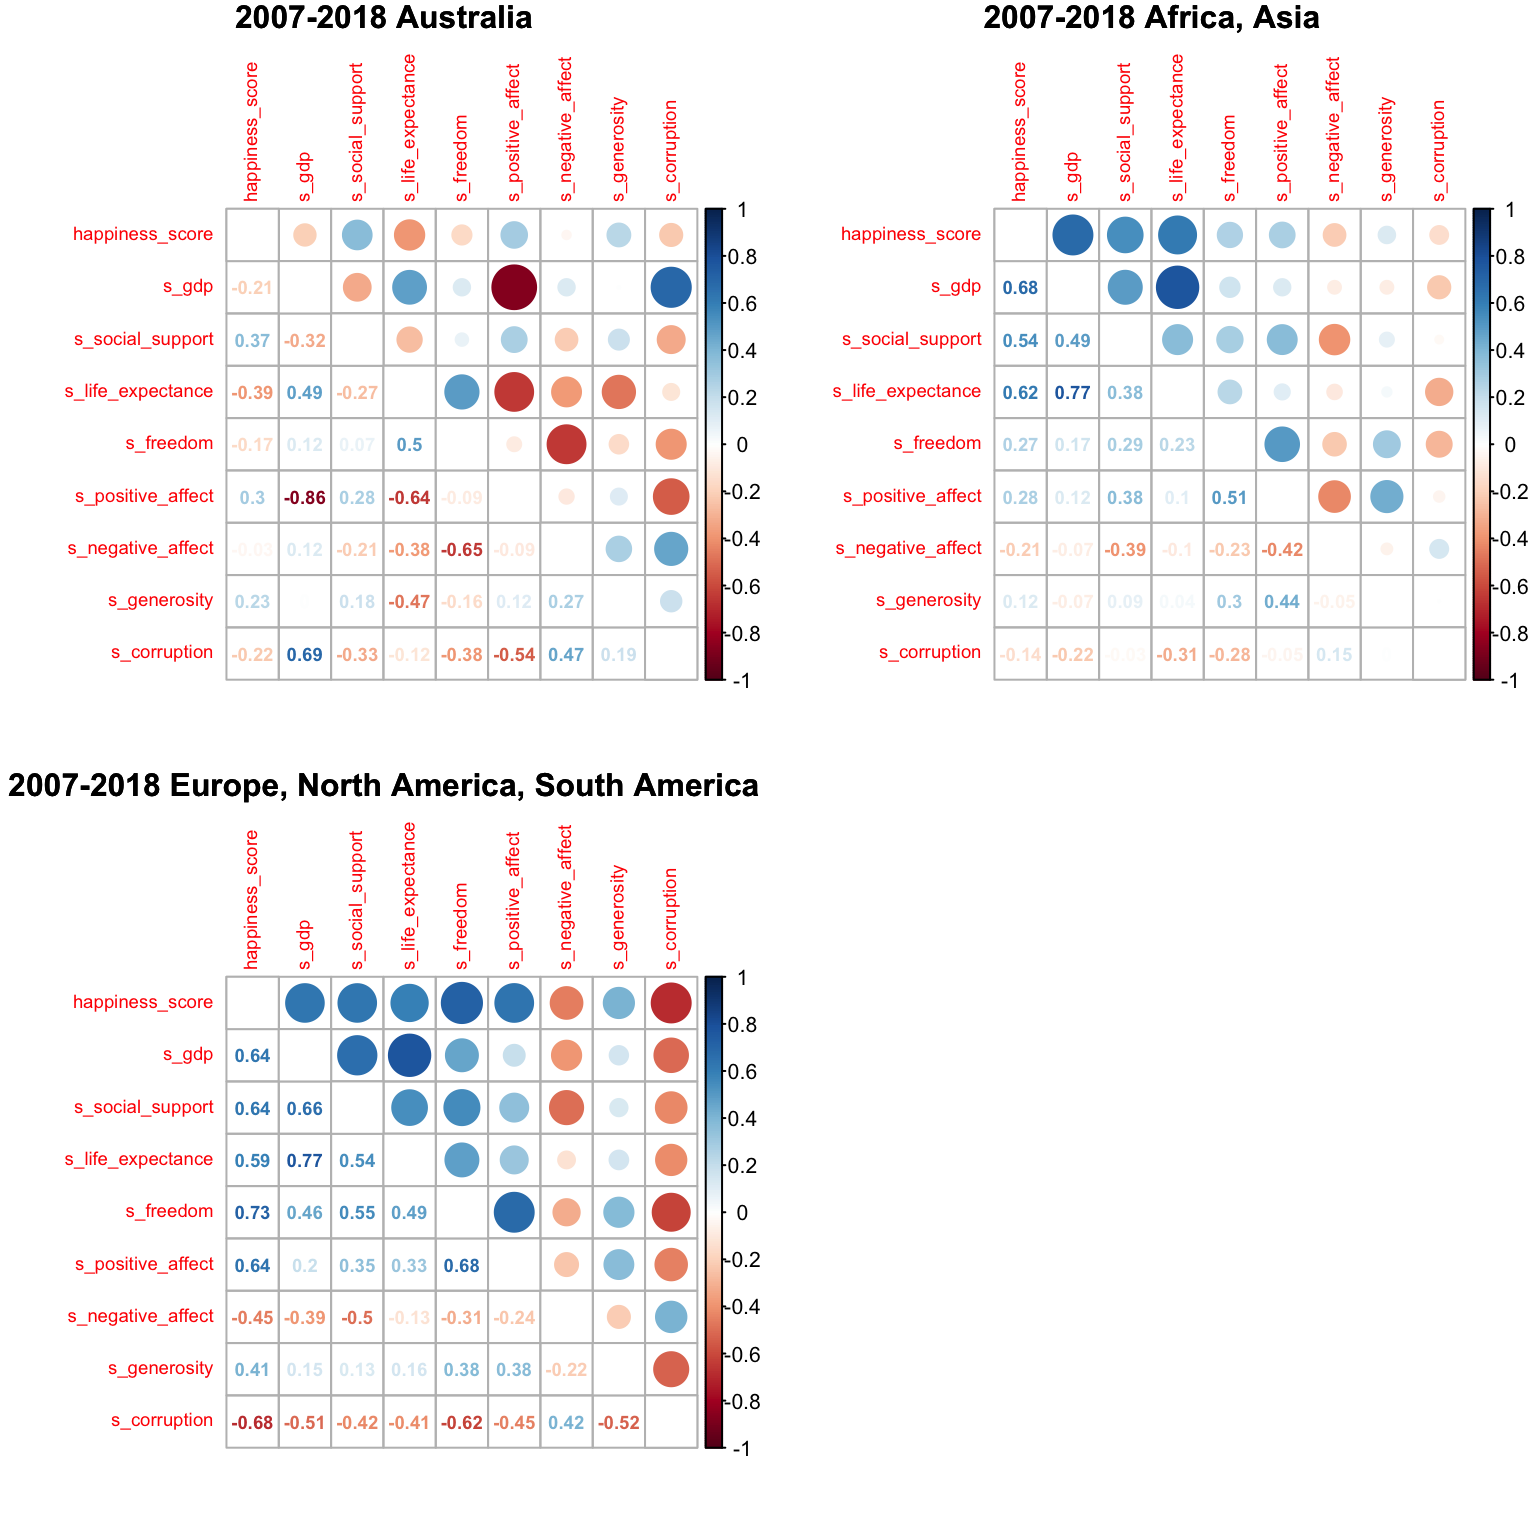 2007-2018 Australia
happiness_score
s_gdp
s_social_support
s_life_expectance
s_freedom
s_positive_affect
s_negative_affect
s_generosity
s_corruption
happiness_score
s_gdp -0.21
s_social_support 0.37 -0.32
s_life_expectance -0.39 0.49 -0.27
s_freedom -0.17 0.12 0.07 0.5
s_positive_affect 0.3 -0.86 0.28 -0.64 -0.09
s_negative_affect -0.03 0.12 -0.21 -0.38 -0.65 -0.09
s_generosity 0.23 0.18 -0.47 -0.16 0.12 0.27
s_corruption -0.22 0.69 -0.33 -0.12 -0.38 -0.54 0.47 0.19
1
0.8
0.6
0.4
0.2
0
-0.2
-0.4
-0.6
-0.8
-1
2007-2018 Africa, Asia
happiness_score
s_gdp
s_social_support
s_life_expectance
s_freedom
s_positive_affect
s_negative_affect
s_generosity
s_corruption
happiness_score
s_gdp 0.68
s_social_support 0.54 0.49
s_life_expectance 0.62 0.77 0.38
s_freedom 0.27 0.17 0.29 0.23
s_positive_affect 0.28 0.12 0.38 0.1 0.51
s_negative_affect -0.21 -0.07 -0.39 -0.1 -0.23 -0.42
s_generosity 0.12 -0.07 0.09 0.04 0.3 0.44 -0.05
s_corruption -0.14 -0.22 -0.03 -0.31 -0.28 -0.05 0.15
1
0.8
0.6
0.4
0.2
0
-0.2
-0.4
-0.6
-0.8
-1
2007-2018 Europe, North America, South America
happiness_score
s_gdp
s_social_support
s_life_expectance
s_freedom
s_positive_affect
s_negative_affect
s_generosity
s_corruption
happiness_score
s_gdp 0.64
s_social_support 0.64 0.66
s_life_expectance 0.59 0.77 0.54
s_freedom 0.73 0.46 0.55 0.49
s_positive_affect 0.64 0.2 0.35 0.33 0.68
s_negative_affect -0.45 -0.39 -0.5 -0.13 -0.31 -0.24
s_generosity 0.41 0.15 0.13 0.16 0.38 0.38 -0.22
s_corruption -0.68 -0.51 -0.42 -0.41 -0.62 -0.45 0.42 -0.52
1
0.8
0.6
0.4
0.2
0
-0.2
-0.4
-0.6
-0.8
-1